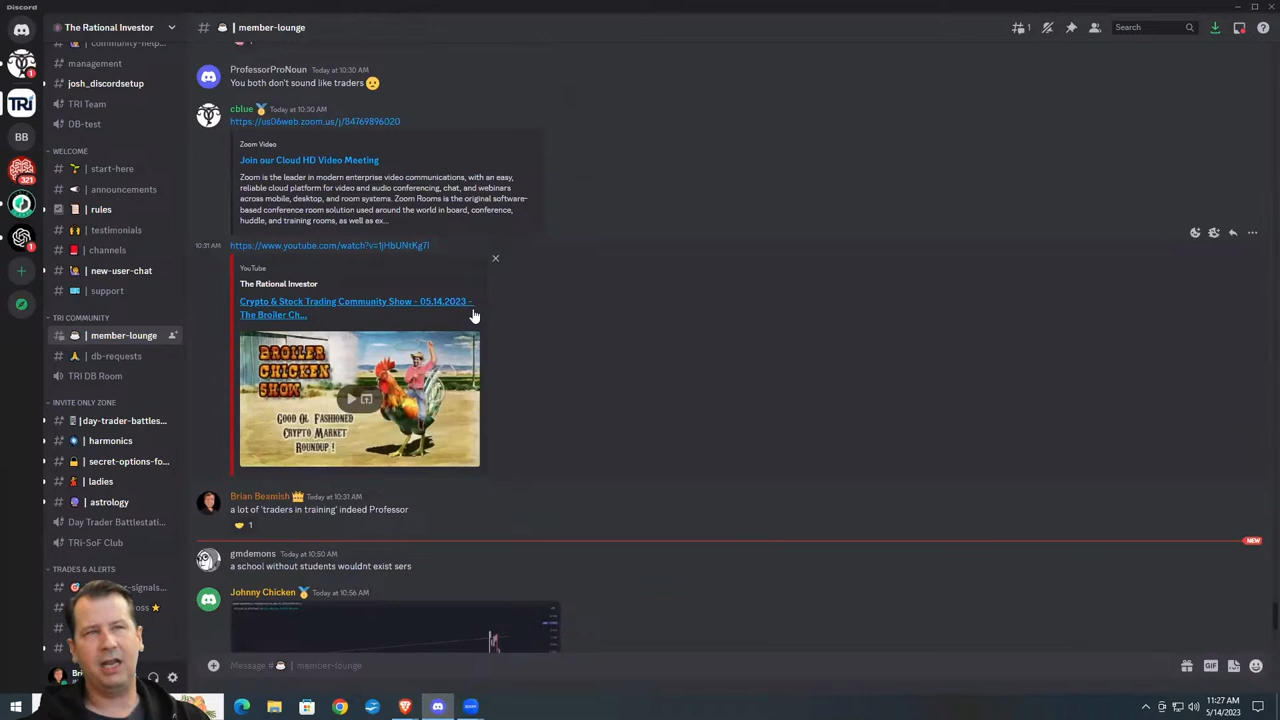 Discord
The Rational Investor
# | member-lounge
1
Search
# | community-help...
management
josh_discordsetup
TRI Team
DB-test
TRi
BB
321
1
1
WELCOME
# | start-here
| announcements
| rules
# | testimonials
# | channels
# | new-user-chat
# | support
TRI COMMUNITY
| member-lounge
| db-requests
TRI DB Room
INVITE ONLY ZONE
# |day-trader-battles...
# | harmonics
# | secret-options-fo...
# | ladies
# | astrology
Day Trader Battlestati...
TRi-SoF Club
TRADES & ALERTS
ProfessorProNoun Today at 10:30 AM
You both don't sound like traders
cblue Today at 10:30 AM
https://us06web.zoom.us/j/84769896020
Zoom Video
Join our Cloud HD Video Meeting
Zoom is the leader in modern enterprise video communications, with an easy,
reliable cloud platform for video and audio conferencing, chat, and webinars
across mobile, desktop, and room systems. Zoom Rooms is the original software-
based conference room solution used around the world in board, conference,
huddle, and training rooms, as well as ex...
10:31 AM https://www.youtube.com/watch?v=1jHbUNtKg7I
YouTube
The Rational Investor
Crypto & Stock Trading Community Show - 05.14.2023 -
The Broiler Ch...
BROILER
CHICKEN
SHOW
GOOD OL FASHIONED
CRYPTO MARKET
ROUNDUP !
Brian Beamish Today at 10:31 AM
a lot of 'traders in training' indeed Professor
1
NEW
gmdemons Today at 10:50 AM
a school without students wouldnt exist sers
Johnny Chicken Today at 10:56 AM
Message # | member-lounge
GIF
11:27 AM
5/14/2023